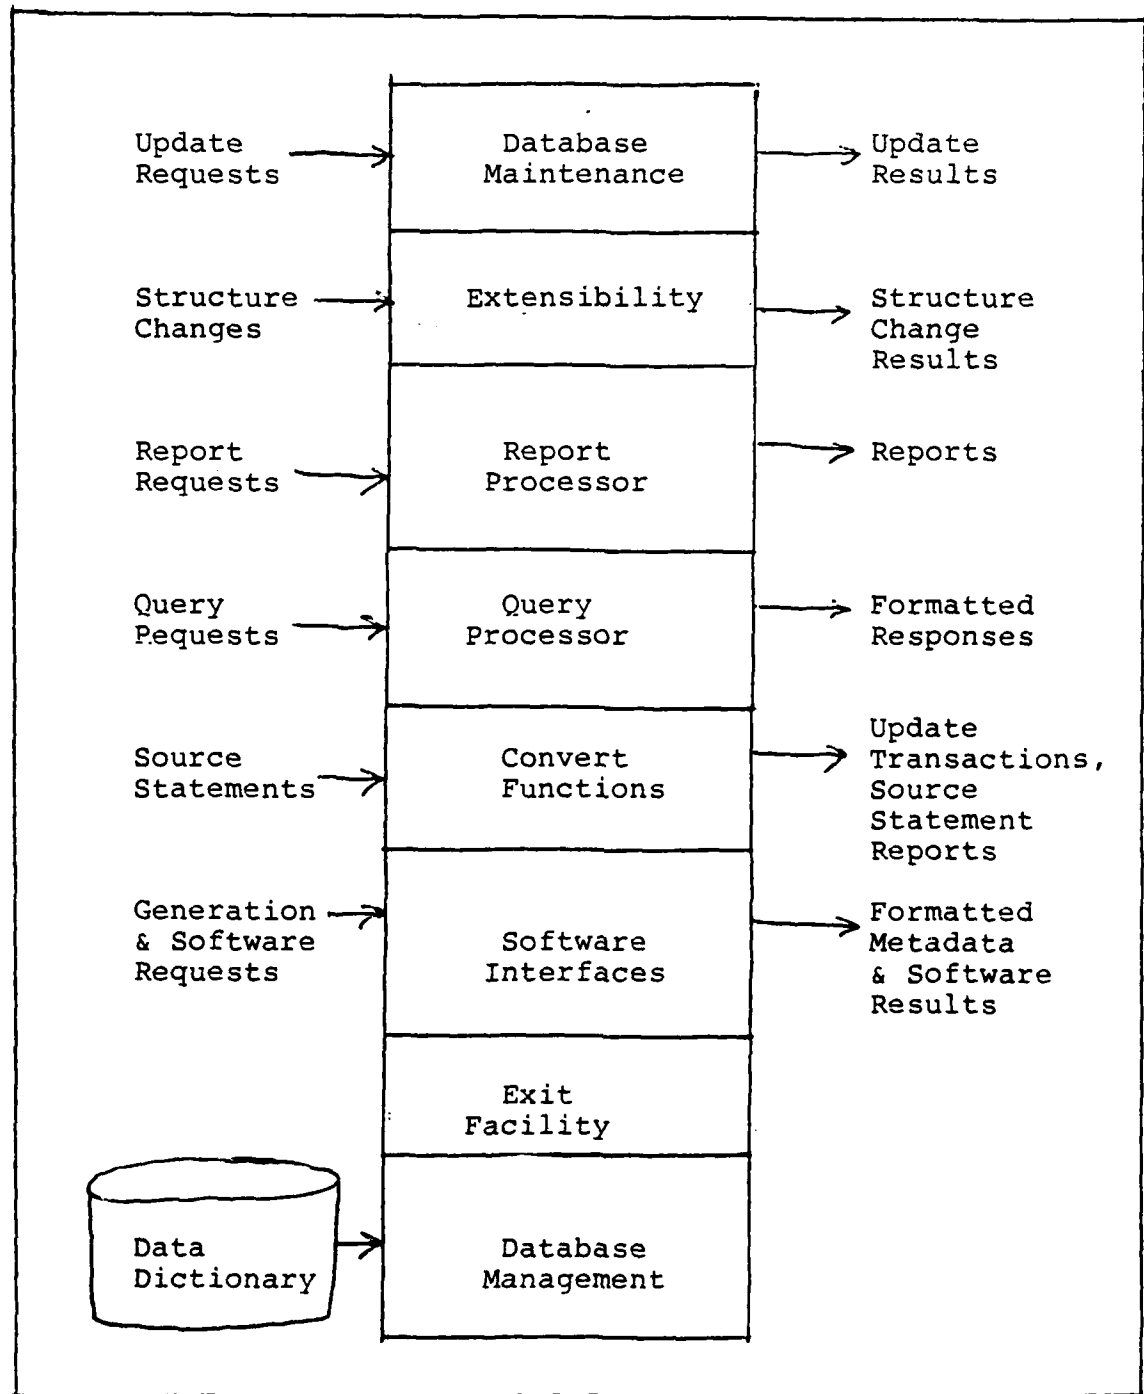 Update
Requests
Database
Maintenance
Update
Results
Structure
Changes
Extensibility
Structure
Change
Results
Report
Requests
Report
Processor
Reports
Query
Requests
Query
Processor
Formatted
Responses
Source
Statements
Convert
Functions
Update
Transactions,
Source
Statement
Reports
Generation
& Software
Requests
Software
Interfaces
Formatted
Metadata
& Software
Results
Exit
Facility
Data
Dictionary
Database
Management